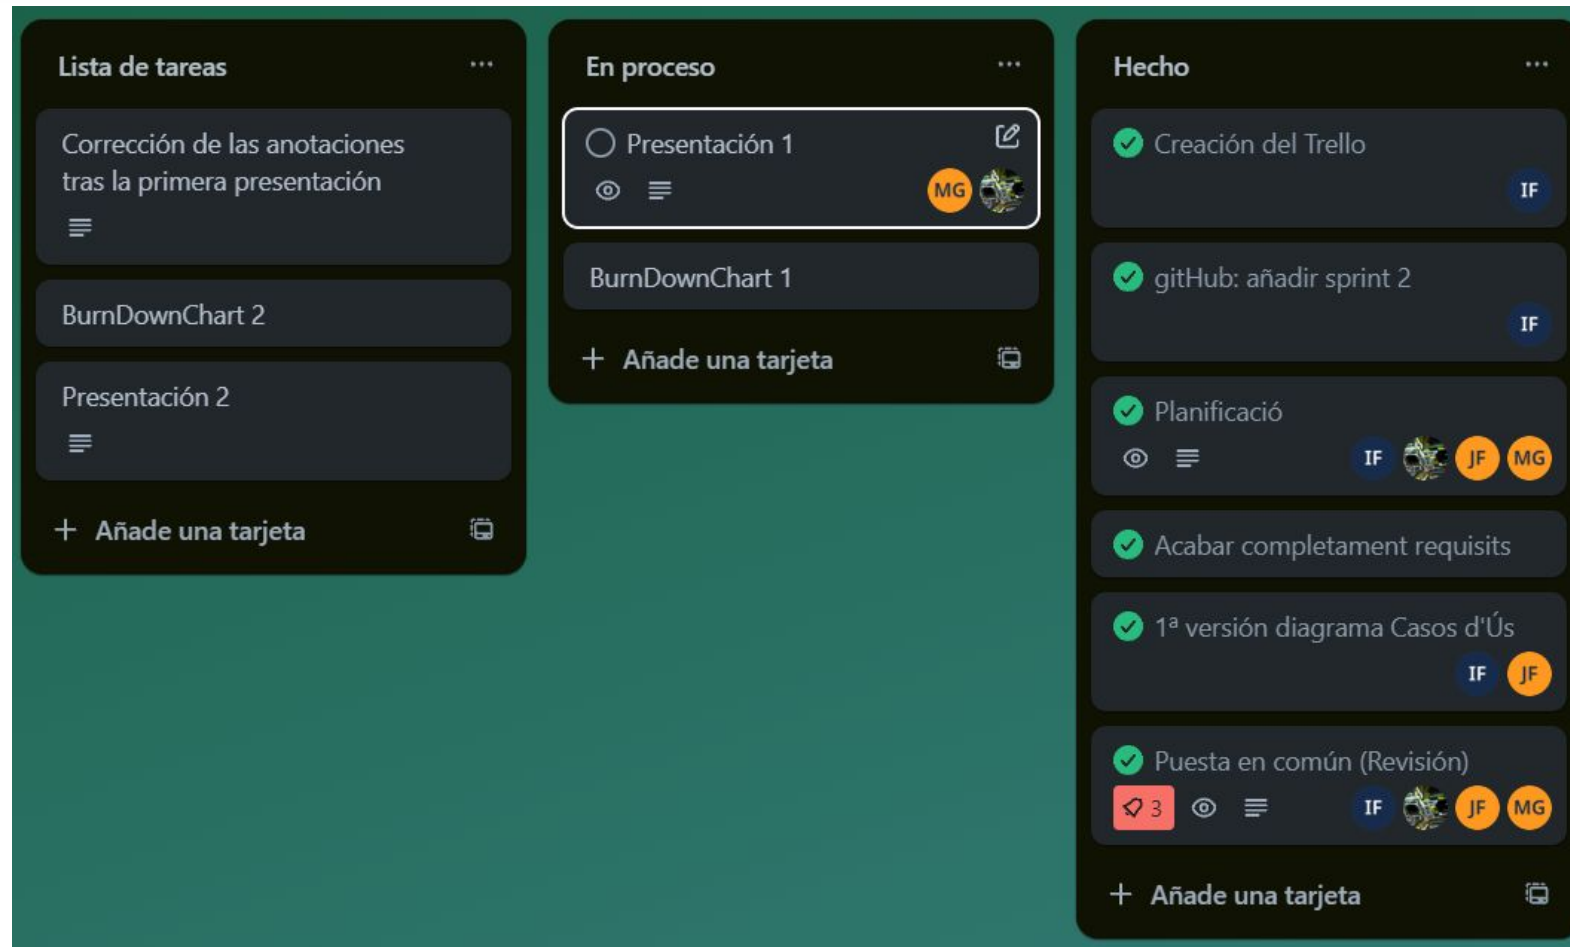 Lista de tareas
Corrección de las anotaciones
tras la primera presentación
BurnDownChart 2
Presentación 2
Añade una tarjeta
En proceso
Presentación 1
MG
BurnDownChart 1
Añade una tarjeta
Hecho
Creación del Trello
IF
gitHub: añadir sprint 2
IF
Planificació
IF JF MG
Acabar completament requisits
1ª versión diagrama Casos d'Ús
IF JF
Puesta en común (Revisión)
3 IF JF MG
Añade una tarjeta